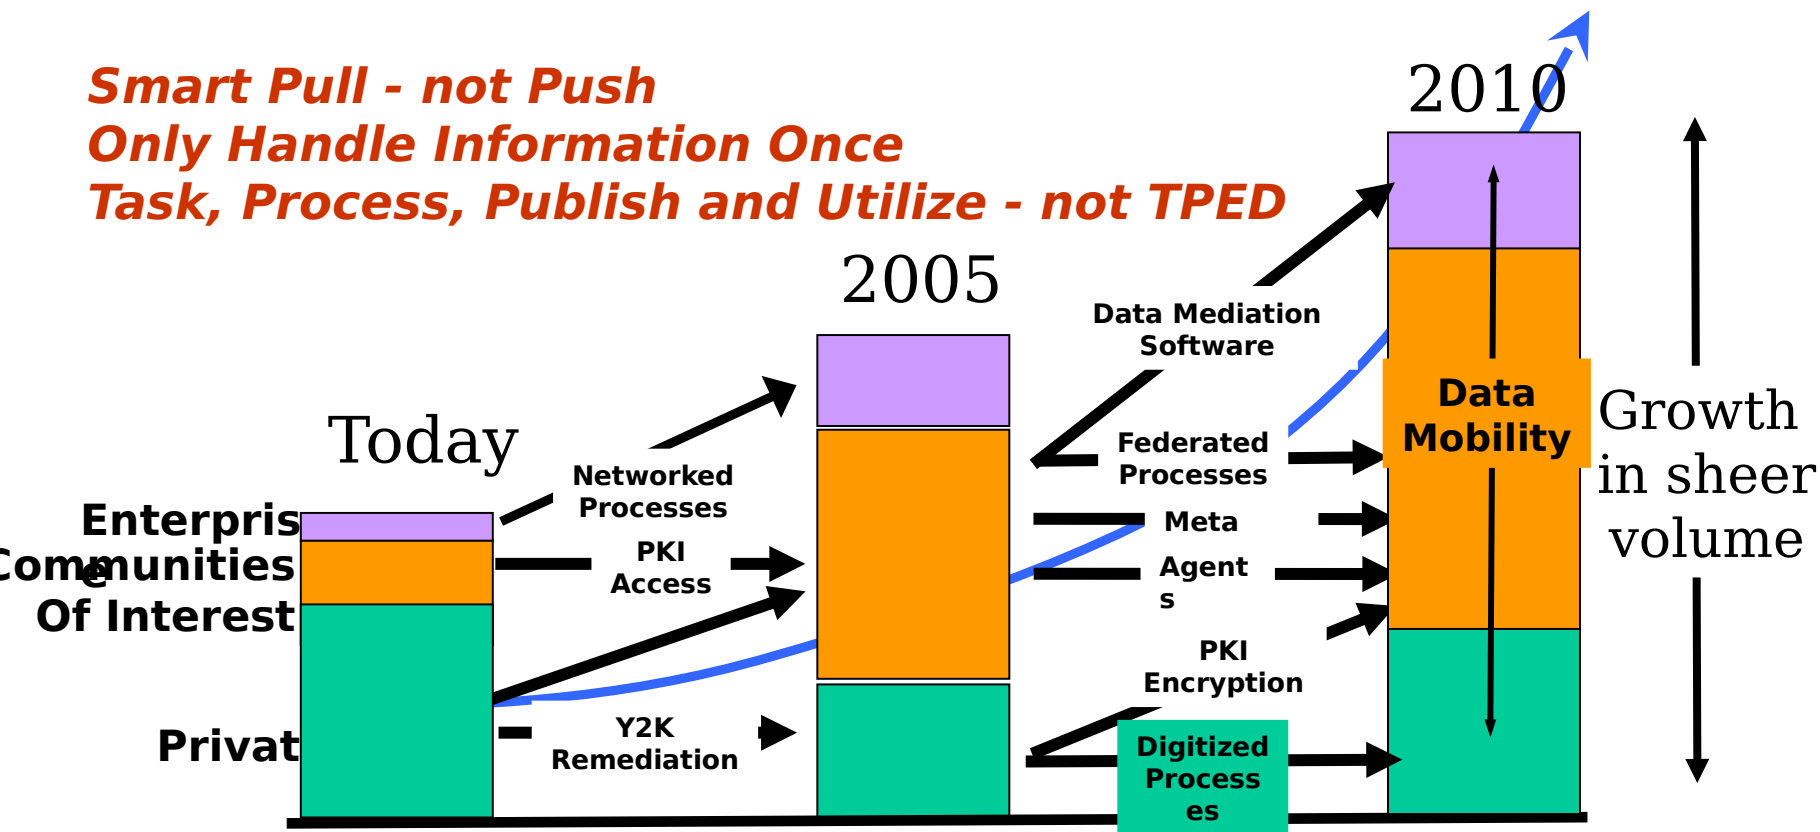 Smart Pull - not Push
Only Handle Information Once
Task, Process, Publish and Utilize - not TPED
2010
2005
Today
Data Mediation
Software
Data
Mobility
Growth
in sheer
volume
Federated
Processes
Networked
Processes
Enterpris
e
Communities
Of Interest
PKI
Access
Meta
Agent
s
PKI
Encryption
Privat
Y2K
Remediation
Digitized
Process
es